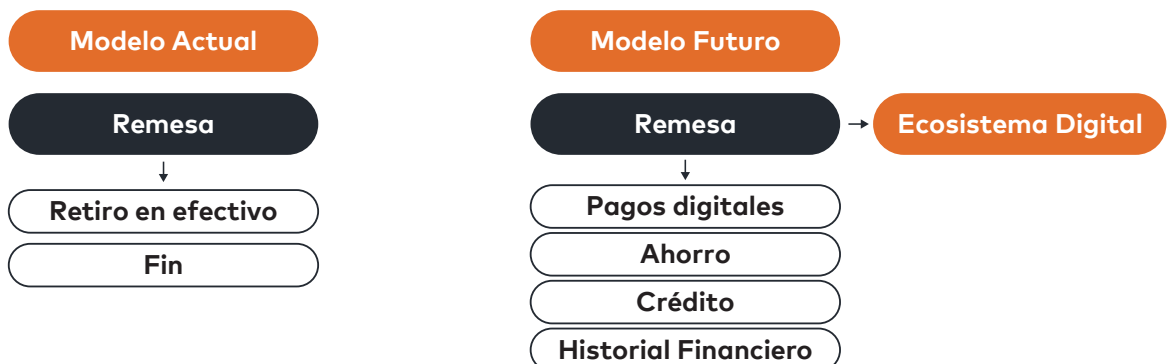 Modelo Actual
Remesa
Retiro en efectivo
Fin
Modelo Futuro
Remesa
Ecosistema Digital
Pagos digitales
Ahorro
Crédito
Historial Financiero